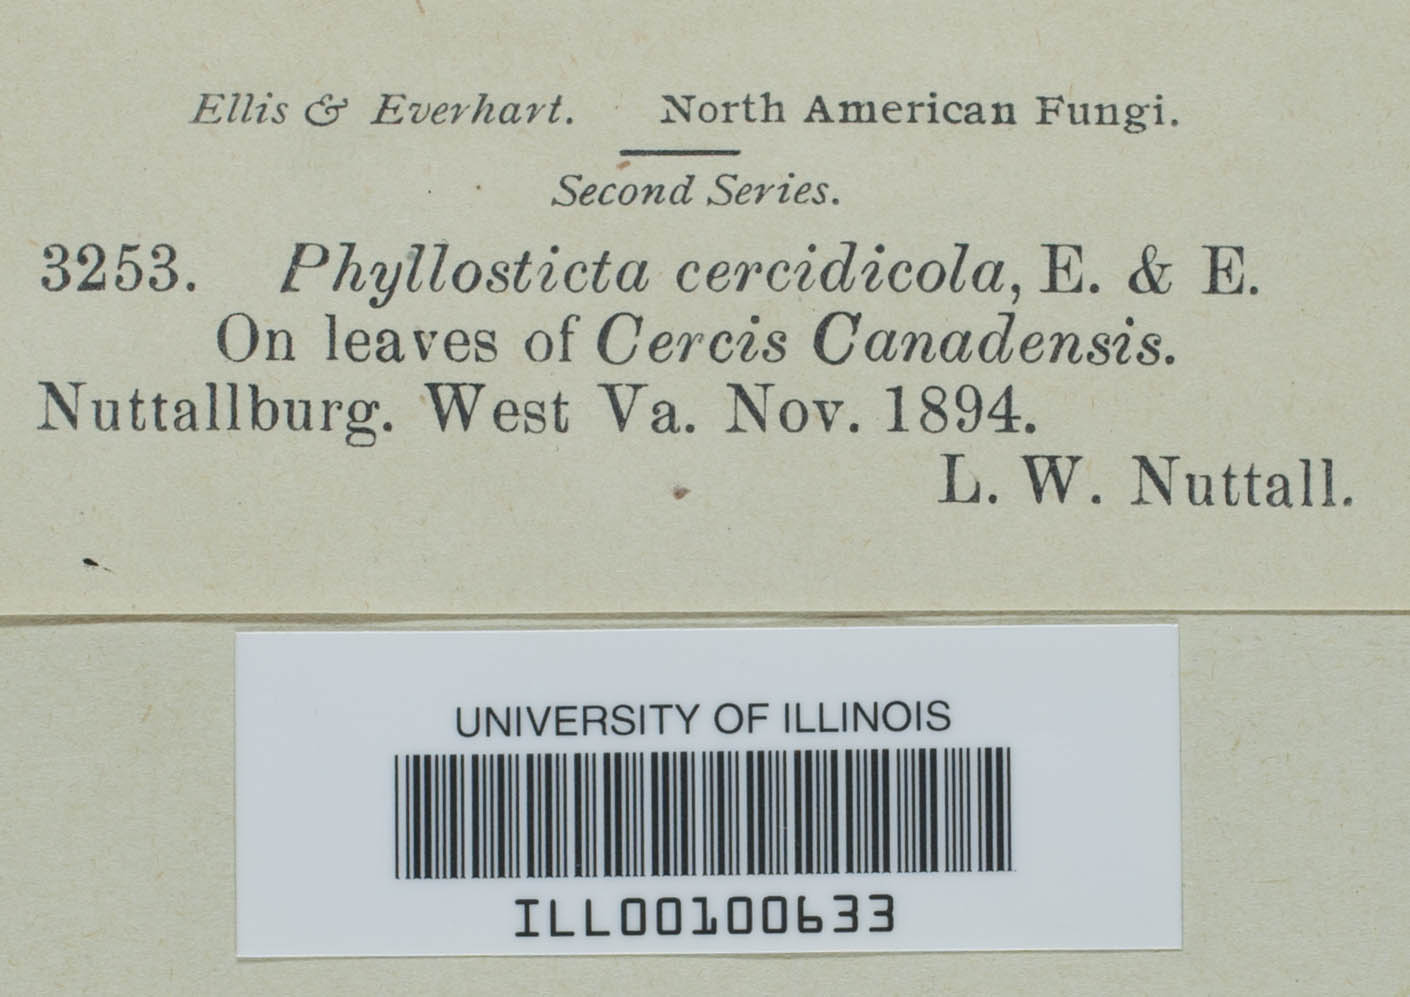 Ellis & Everhart. North American Fungi.
Second Series.
3253. Phyllosticta cercidicola, E. & E.
On leaves of Cercis Canadensis.
Nuttallburg. West Va. Nov. 1894.
L. W. Nuttall.
UNIVERSITY OF ILLINOIS
ILL00100633